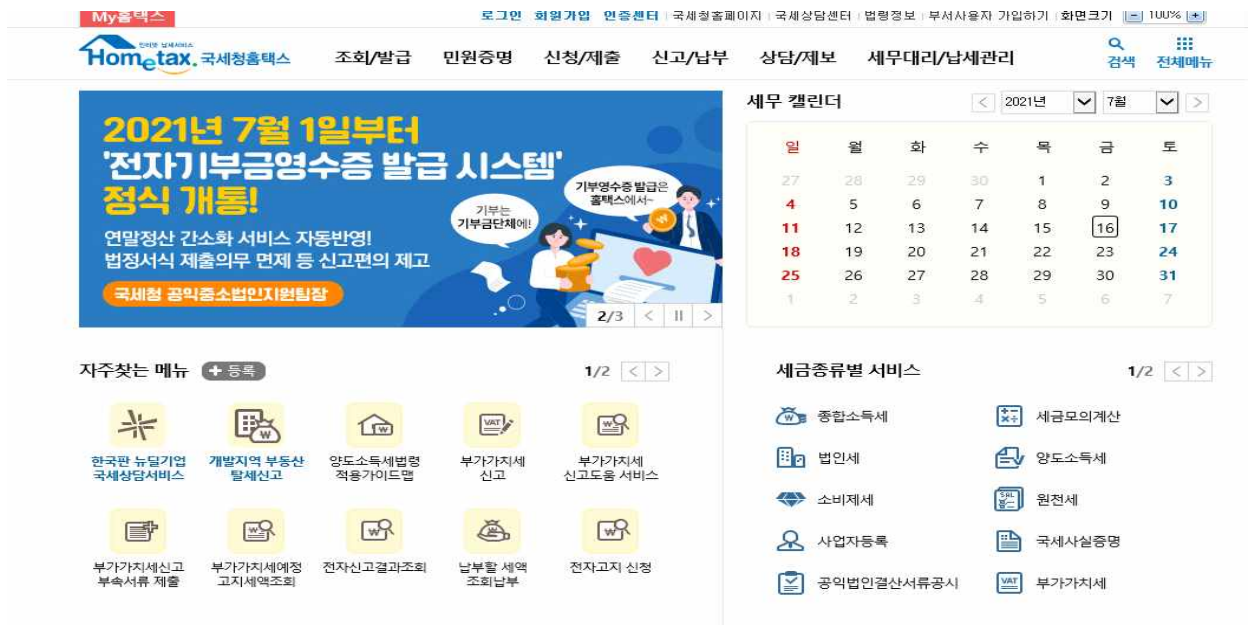 My홈택스
로그인 회원가입 인증센터 국세청홈페이지 국세상담센터 법령정보 부서사용자 가입하기 화면크기 - 100% +
인터넷 납세서비스
Hometax. 국세청홈택스 조회/발급 민원증명 신청/제출 신고/납부 상담/제보 세무대리/납세관리 검색 전체메뉴
2021년 7월 1일부터
'전자기부금영수증 발급 시스템'
정식 개통!
연말정산 간소화 서비스 자동반영!
법정서식 제출의무 면제 등 신고편의 제고
국세청 공익중소법인지원팀장
기부는
기부금단체에!
기부영수증 발급은
홈택스에서~
2/3 < II >
세무 캘린더 < 2021년 7월 >
일 월 화 수 목 금 토
27 28 29 30 1 2 3
4 5 6 7 8 9 10
11 12 13 14 15 16 17
18 19 20 21 22 23 24
25 26 27 28 29 30 31
1 2 3 4 5 6 7
자주찾는 메뉴 + 등록 1/2 < >
한국판 뉴딜기업
국세상담서비스
개발지역 부동산
탈세신고
양도소득세법령
적용가이드맵
VAT
부가가치세
신고
부가가치세
신고도움 서비스
부가가치세신고
부속서류 제출
부가가치세예정
고지세액조회
전자신고결과조회
납부할 세액
조회납부
전자고지 신청
세금종류별 서비스 1/2 < >
종합소득세
세금모의계산
법인세
양도소득세
소비제세
원천세
사업자등록
국세사실증명
공익법인결산서류공시
VAT 부가가치세